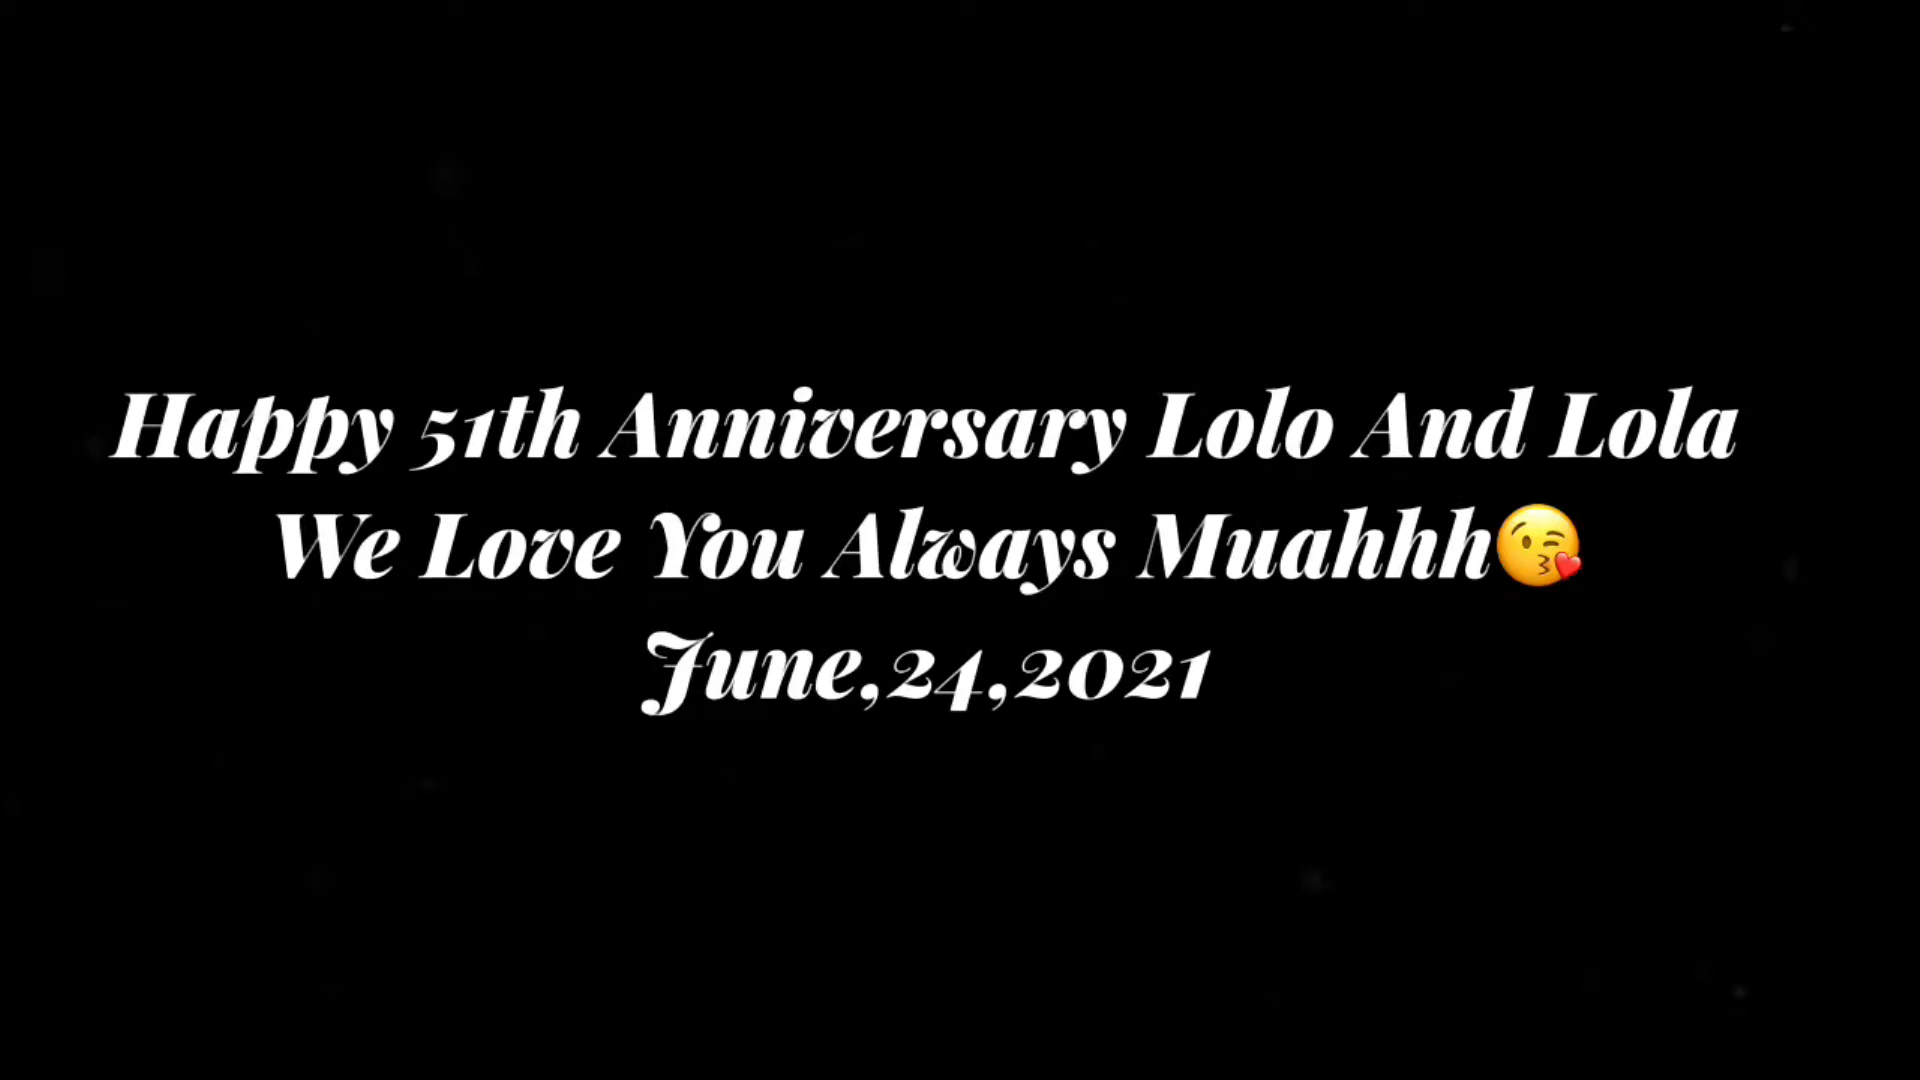 Happy 51th Anniversary Lolo And Lola
We Love You Always Muahhh😘
June,24,2021